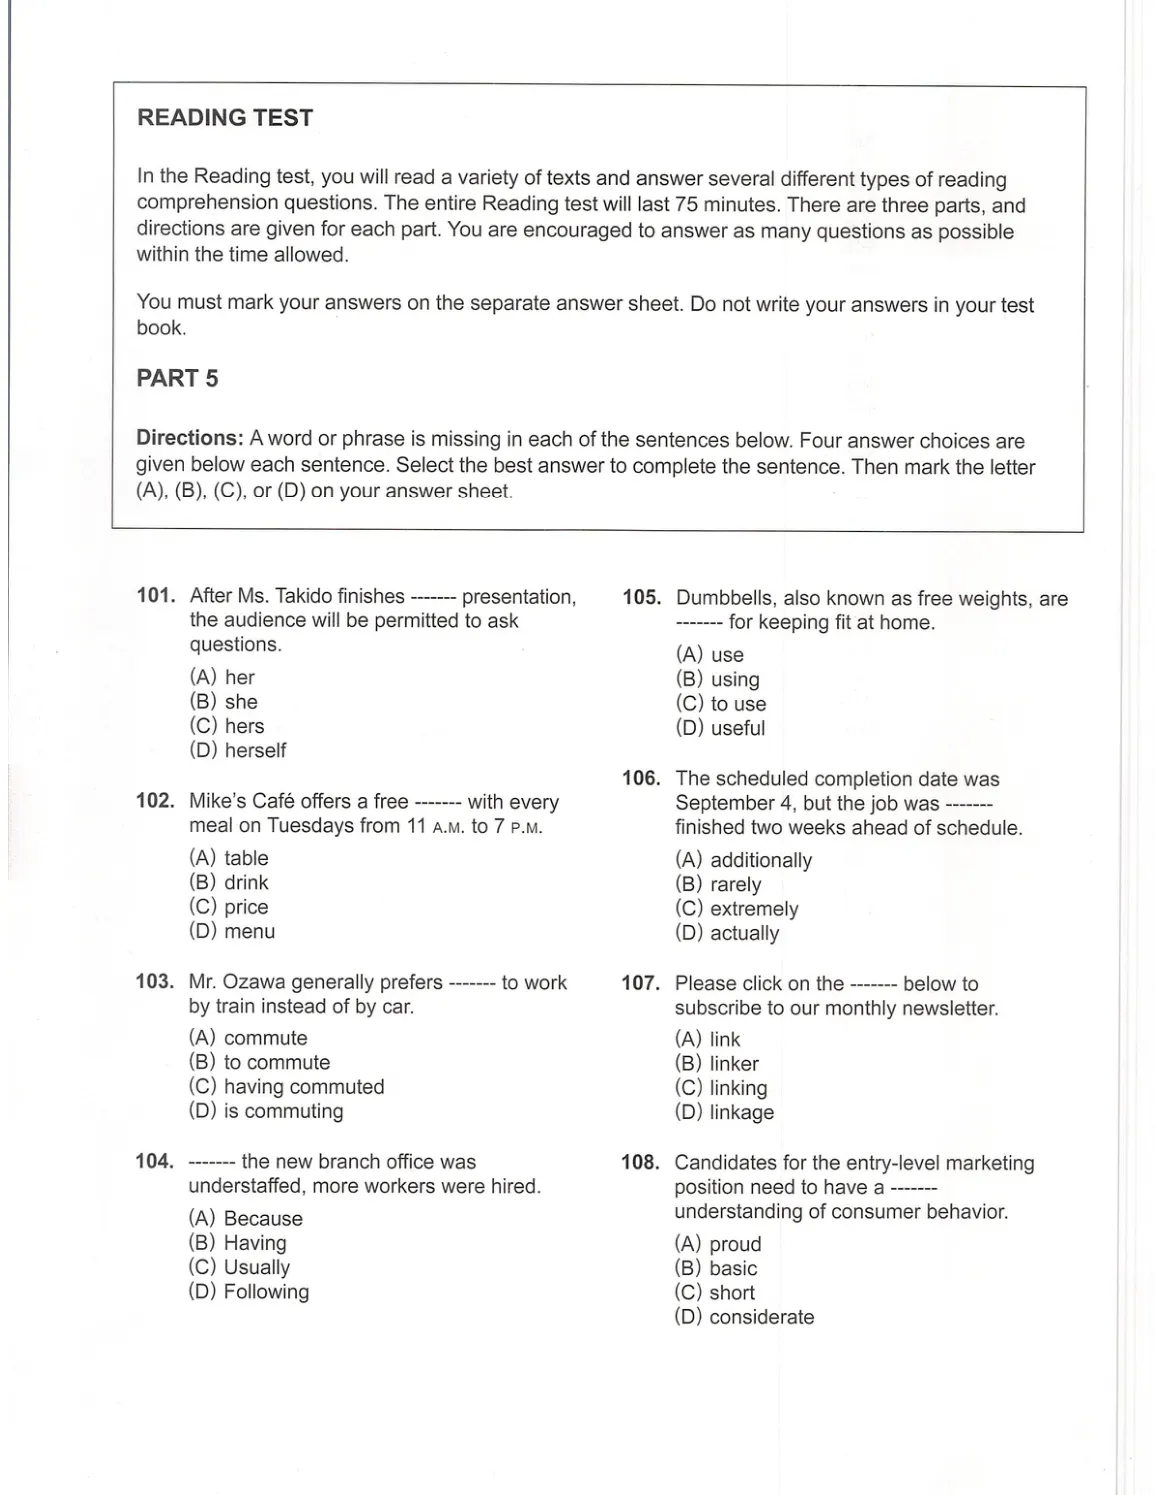 READING TEST
In the Reading test, you will read a variety of texts and answer several different types of reading
comprehension questions. The entire Reading test will last 75 minutes. There are three parts, and
directions are given for each part. You are encouraged to answer as many questions as possible
within the time allowed.
You must mark your answers on the separate answer sheet. Do not write your answers in your test
book.
PART 5
Directions: A word or phrase is missing in each of the sentences below. Four answer choices are
given below each sentence. Select the best answer to complete the sentence. Then mark the letter
(A), (B), (C), or (D) on your answer sheet.
101. After Ms. Takido finishes ------- presentation,
the audience will be permitted to ask
questions.
(A) her
(B) she
(C) hers
(D) herself
102. Mike's Café offers a free ------- with every
meal on Tuesdays from 11 A.M. to 7 P.M.
(A) table
(B) drink
(C) price
(D) menu
103. Mr. Ozawa generally prefers ------- to work
by train instead of by car.
(A) commute
(B) to commute
(C) having commuted
(D) is commuting
104. ------- the new branch office was
understaffed, more workers were hired.
(A) Because
(B) Having
(C) Usually
(D) Following
105. Dumbbells, also known as free weights, are
------- for keeping fit at home.
(A) use
(B) using
(C) to use
(D) useful
106. The scheduled completion date was
September 4, but the job was -------
finished two weeks ahead of schedule.
(A) additionally
(B) rarely
(C) extremely
(D) actually
107. Please click on the ------- below to
subscribe to our monthly newsletter.
(A) link
(B) linker
(C) linking
(D) linkage
108. Candidates for the entry-level marketing
position need to have a -------
understanding of consumer behavior.
(A) proud
(B) basic
(C) short
(D) considerate